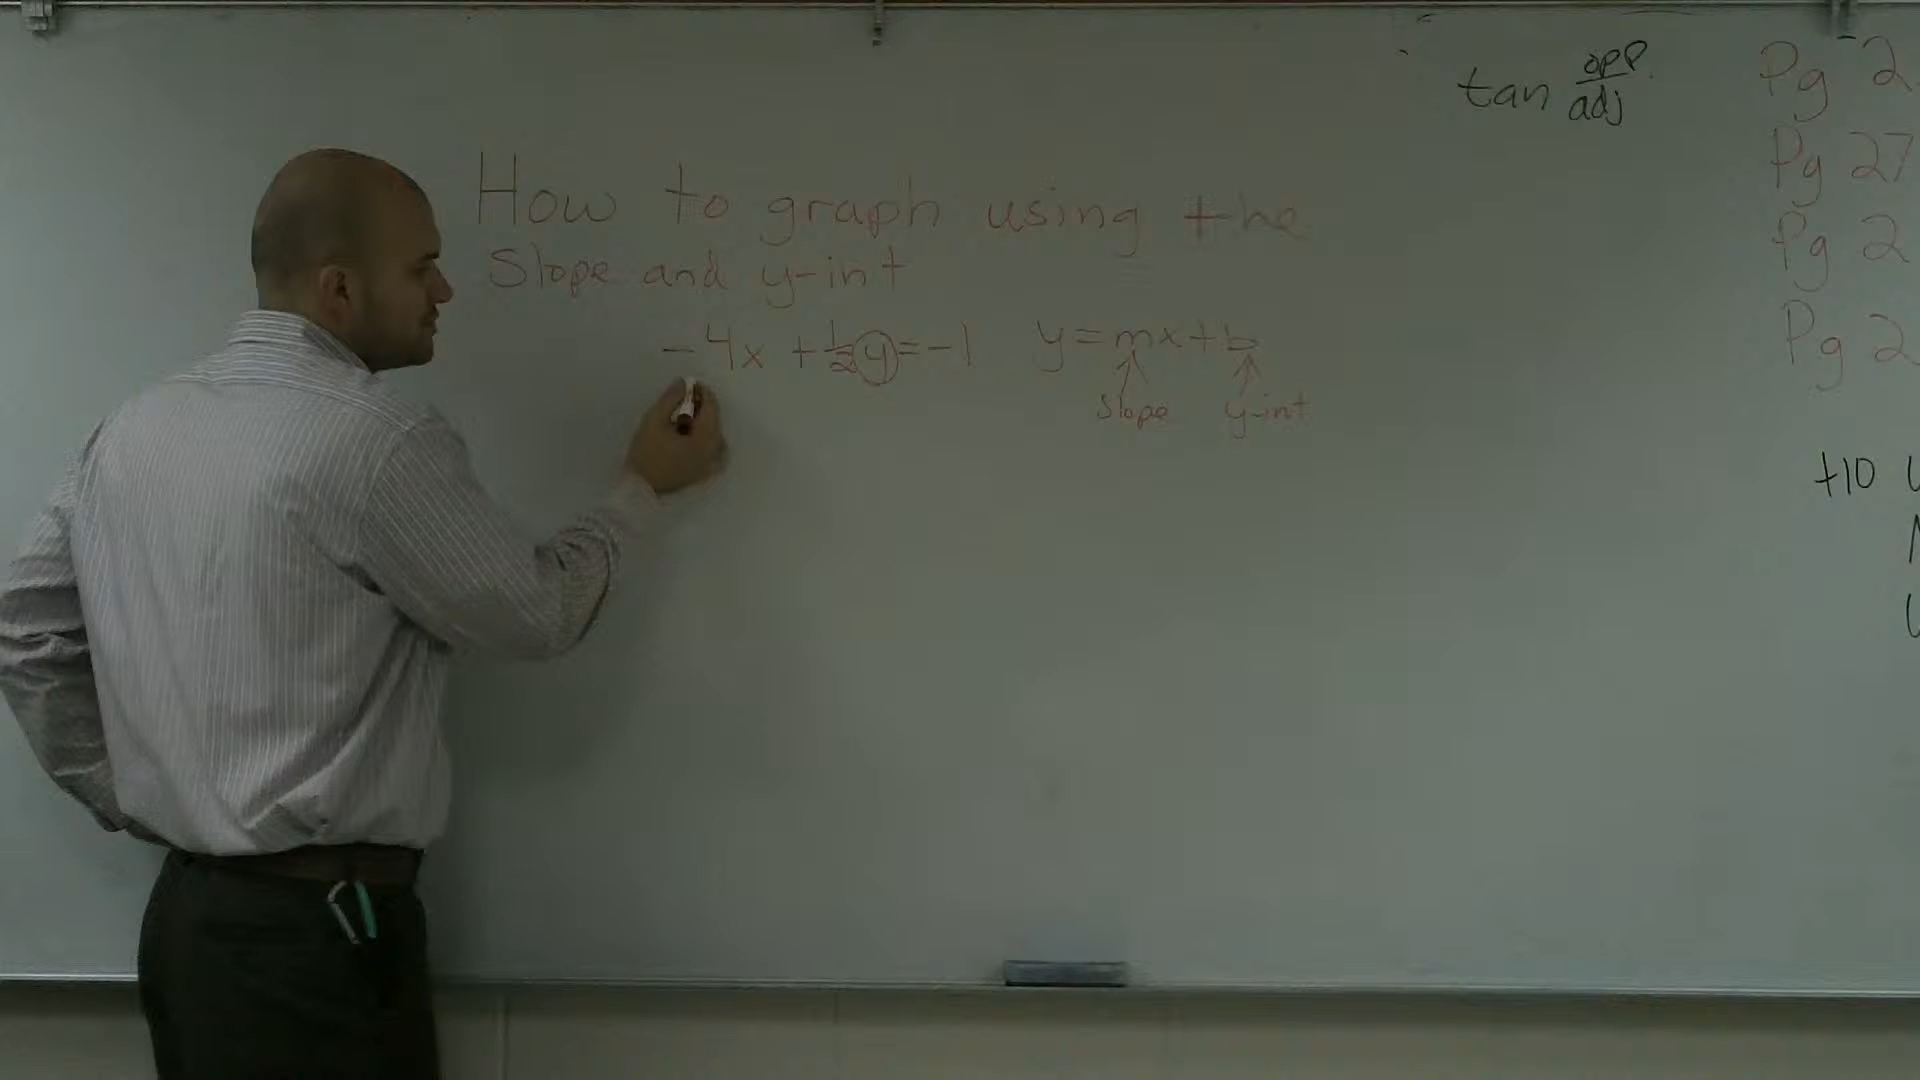 How to graph using the
Slope and y-int
-4x + 1/2 y = -1
y = mx + b
slope y-int
tan opp/adj
Pg 2
Pg 27
Pg 2
Pg 2
+10